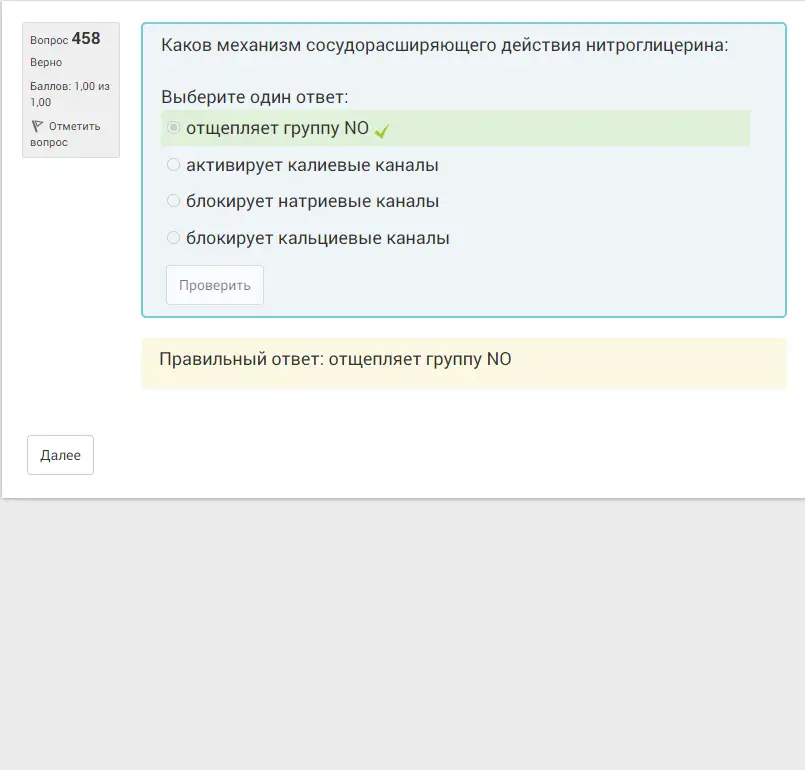 Вопрос 458
Верно
Баллов: 1,00 из
1,00
Отметить
вопрос
Каков механизм сосудорасширяющего действия нитроглицерина:
Выберите один ответ:
отщепляет группу NO
активирует калиевые каналы
блокирует натриевые каналы
блокирует кальциевые каналы
Проверить
Правильный ответ: отщепляет группу NO
Далее